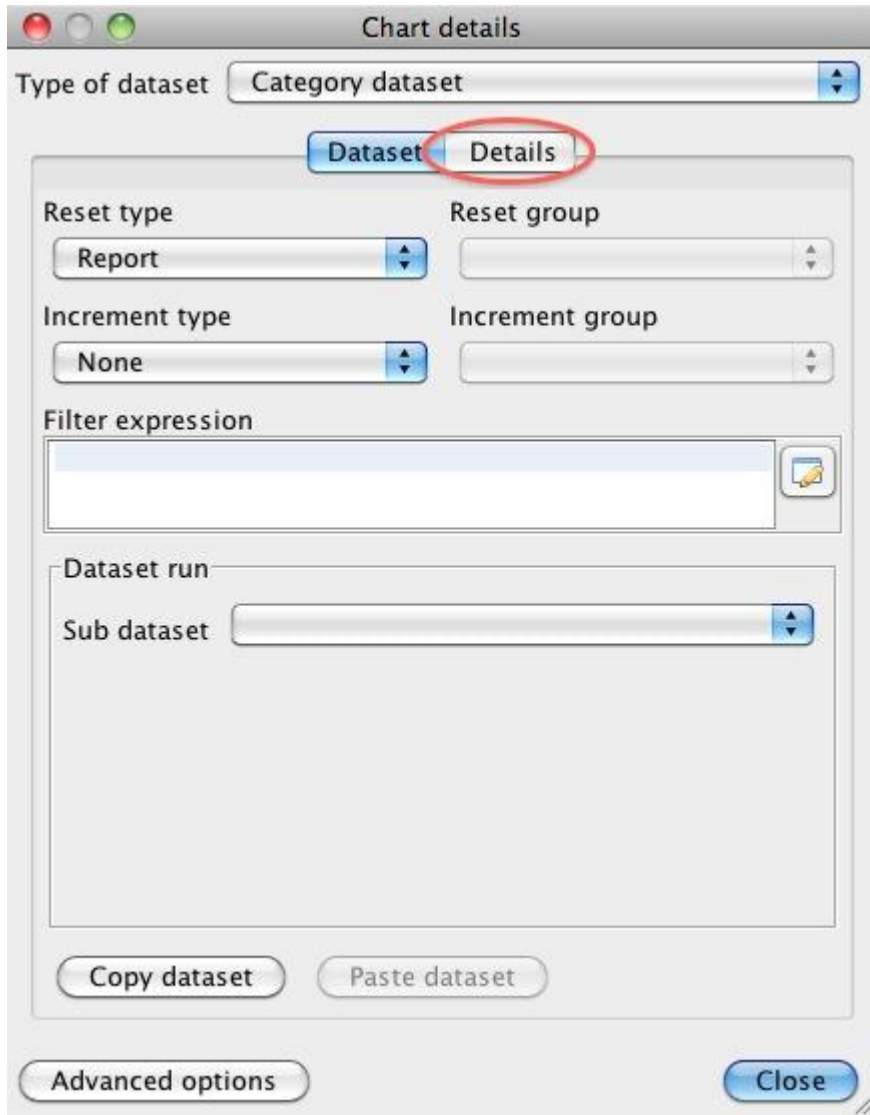 Chart details
Type of dataset Category dataset
Dataset Details
Reset type Reset group
Report
Increment type Increment group
None
Filter expression
Dataset run
Sub dataset
Copy dataset Paste dataset
Advanced options Close